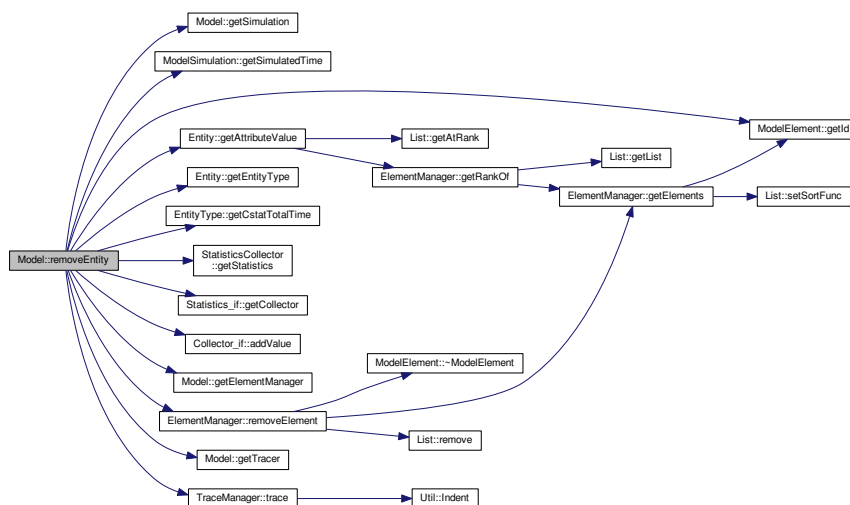 Model::getSimulation
ModelSimulation::getSimulatedTime
ModelElement::getId
Entity::getAttributeValue
List::getAtRank
List::getList
ElementManager::getRankOf
Entity::getEntityType
ElementManager::getElements
List::setSortFunc
EntityType::getCstatTotalTime
Model::removeEntity
StatisticsCollector
::getStatistics
Statistics_if::getCollector
Collector_if::addValue
ModelElement::~ModelElement
Model::getElementManager
ElementManager::removeElement
List::remove
Model::getTracer
TraceManager::trace
Util::Indent